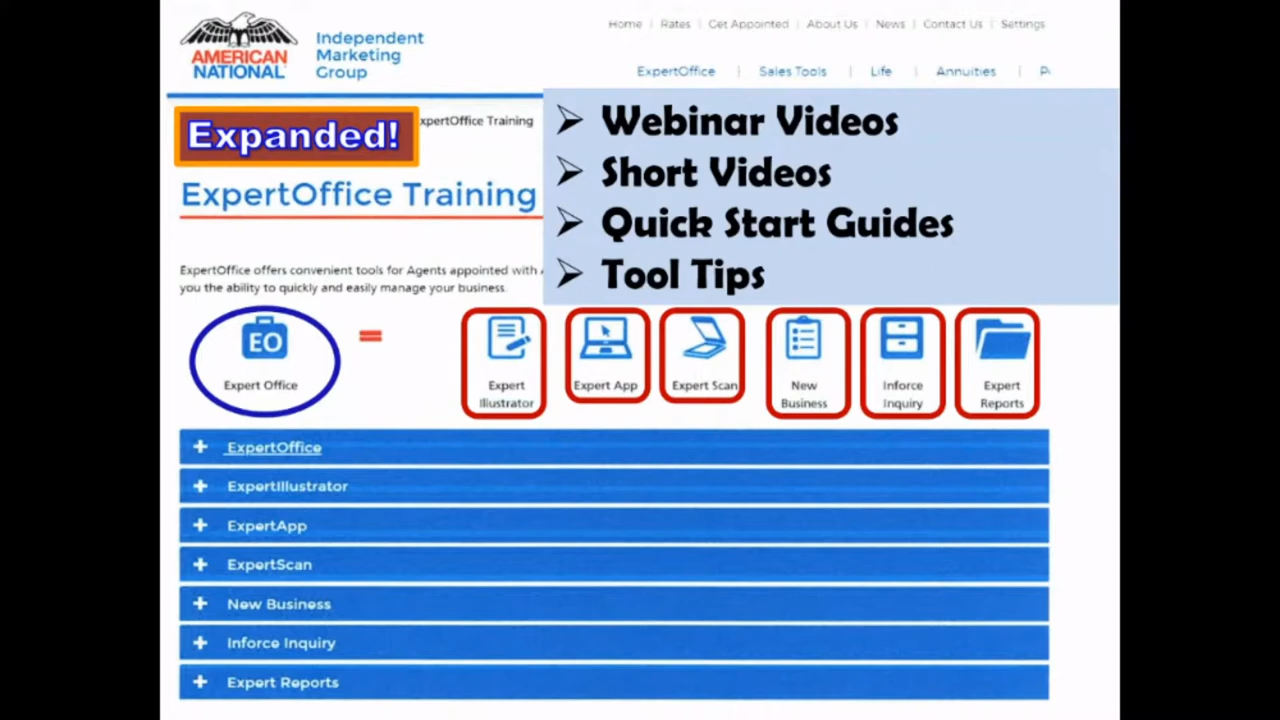 AMERICAN
NATIONAL
Independent
Marketing
Group
Home | Rates | Get Appointed | About Us | News | Contact Us | Settings
ExpertOffice | Sales Tools | Life | Annuities |
Expanded!
xpertOffice Training
ExpertOffice Training
Webinar Videos
Short Videos
Quick Start Guides
Tool Tips
ExpertOffice offers convenient tools for Agents appointed with
you the ability to quickly and easily manage your business.
EO
Expert Office
=
Expert
Illustrator
Expert App
Expert Scan
New
Business
Inforce
Inquiry
Expert
Reports
+ ExpertOffice
+ ExpertIllustrator
+ ExpertApp
+ ExpertScan
+ New Business
+ Inforce Inquiry
+ Expert Reports